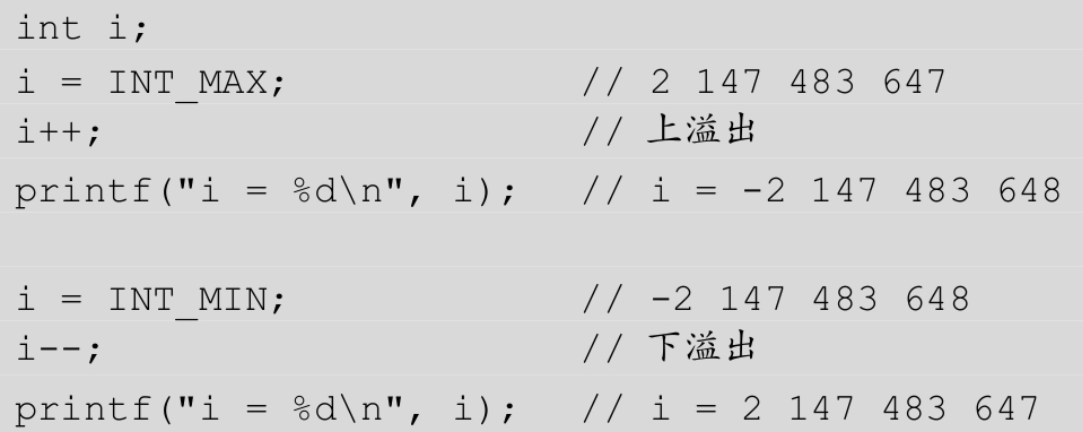 int i;
i = INT_MAX; // 2 147 483 647
i++; // 上溢出
printf("i = %d\n", i); // i = -2 147 483 648
i = INT_MIN; // -2 147 483 648
i--; // 下溢出
printf("i = %d\n", i); // i = 2 147 483 647